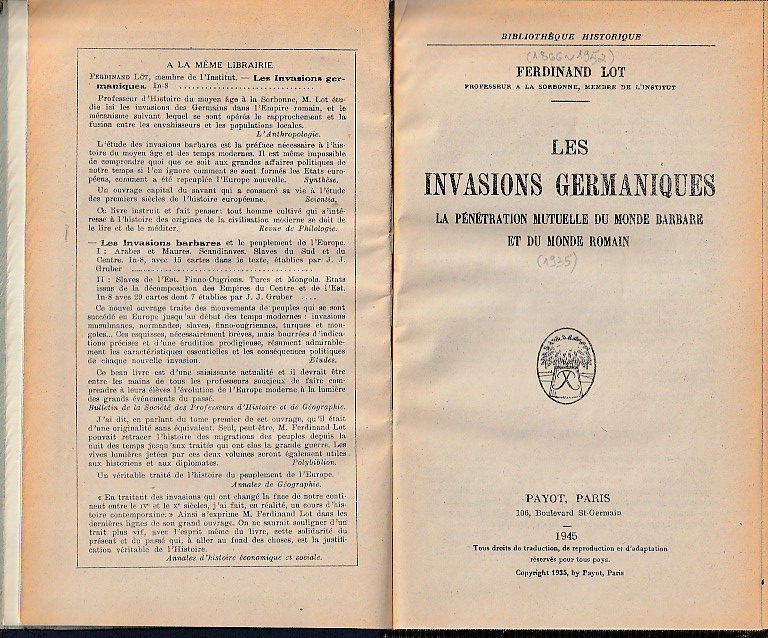 A LA MÊME LIBRAIRIE
FERDINAND LOT, membre de l'Institut. — Les Invasions ger-
maniques. In-8 ..............................
Professeur d'Histoire du moyen âge à la Sorbonne, M. Lot étu-
die ici les invasions des Germains dans l'Empire romain, et le
mécanisme suivant lequel se sont opérés le rapprochement et la
fusion entre les envahisseurs et les populations locales.
L'Anthropologie.
L'étude des invasions barbares est la préface nécessaire à l'his-
toire du moyen âge et des temps modernes. Il est même impossible
de comprendre quoi que ce soit aux grandes affaires politiques de
notre temps si l'on ignore comment se sont formés les Etats euro-
péens, comment a été repeuplée l'Europe nouvelle. Synthèse.
Un ouvrage capital du savant qui a consacré sa vie à l'étude
des premiers siècles de l'histoire européenne. Scientia.
Ce livre instruit et fait penser: tout homme cultivé qui s'inté-
resse à l'histoire des origines de la civilisation moderne se doit de
le lire et de le méditer. Revue de Philologie.
— Les Invasions barbares et le peuplement de l'Europe.
I : Arabes et Maures. Scandinaves. Slaves du Sud et du
Centre. In-8, avec 15 cartes dans le texte, établies par J. J.
Gruber ..............................
II : Slaves de l'Est. Finno-Ougriens. Turcs et Mongols. Etats
issus de la décomposition des Empires du Centre et de l'Est.
In-8 avec 29 cartes dont 7 établies par J. J. Gruber ....
Ce nouvel ouvrage traite des mouvements de peuples qui se sont
succédé en Europe jusqu'au début des temps modernes : invasions
musulmanes, normandes, slaves, finno-ougriennes, turques et mon-
goles... Ces esquisses, nécessairement brèves, mais bourrées d'indica-
tions précises et d'une érudition prodigieuse, résument admirable-
ment les caractéristiques essentielles et les conséquences politiques
de chaque nouvelle invasion. Etudes.
Ce beau livre est d'une saisissante actualité et il devrait être
entre les mains de tous les professeurs soucieux de faire com-
prendre à leurs élèves l'évolution de l'Europe moderne à la lumière
des grands événements du passé.
Bulletin de la Société des Professeurs d'Histoire et de Géographie.
J'ai dit, en parlant du tome premier de cet ouvrage, qu'il était
d'une originalité sans équivalent. Seul, peut-être, M. Ferdinand Lot
pouvait retracer l'histoire des migrations des peuples depuis la
nuit des temps jusqu'aux traités qui ont clos la grande guerre. Les
vives lumières jetées par ces deux volumes seront également utiles
aux historiens et aux diplomates. Polybiblion.
Un véritable traité de l'histoire du peuplement de l'Europe.
Annales de Géographie.
« En traitant des invasions qui ont changé la face de notre conti-
nent entre le IVe et le Xe siècles, j'ai fait, en réalité, un cours d'his-
toire contemporaine. » Ainsi s'exprime M. Ferdinand Lot dans les
dernières lignes de son grand ouvrage. On ne saurait souligner d'un
trait plus vif, avec l'esprit même du livre, cette solidarité du
présent et du passé qui, à aller au fond des choses, est la justifi-
cation véritable de l'Histoire.
Annales d'histoire économique et sociale.
BIBLIOTHÈQUE HISTORIQUE
(1866~1952)
FERDINAND LOT
PROFESSEUR A LA SORBONNE, MEMBRE DE L'INSTITUT
LES
INVASIONS GERMANIQUES
LA PÉNÉTRATION MUTUELLE DU MONDE BARBARE
ET DU MONDE ROMAIN
(1935)
PAYOT, PARIS
106, Boulevard St-Germain
1945
Tous droits de traduction, de reproduction et d'adaptation
réservés pour tous pays.
Copyright 1935, by Payot, Paris